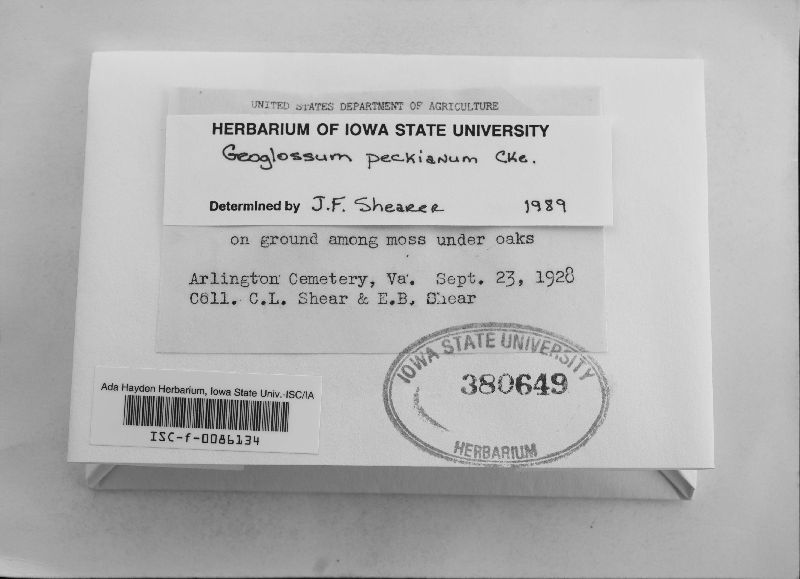 UNITED STATES DEPARTMENT OF AGRICULTURE
HERBARIUM OF IOWA STATE UNIVERSITY
Geoglossum peckianum Cke.
Determined by J.F. Shearer 1989
on ground among moss under oaks
Arlington Cemetery, Va. Sept. 23, 1928
Coll. C.L. Shear & E.B. Shear
IOWA STATE UNIVERSITY
380649
HERBARIUM
Ada Hayden Herbarium, Iowa State Univ.-ISC/IA
ISC-f-0086134